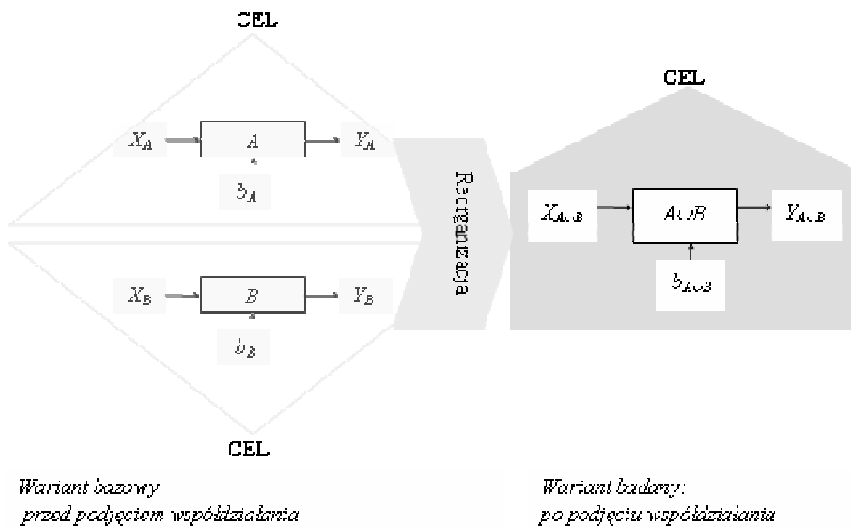 CEL
X_A A Y_A
b_A
X_B B Y_B
b_B
CEL
Reorganizacja
CEL
X_{A∪B} A∪B Y_{A∪B}
b_{A∪B}
Wariant bazowy
przed podjęciem współdziałania
Wariant badany:
po podjęciu współdziałania